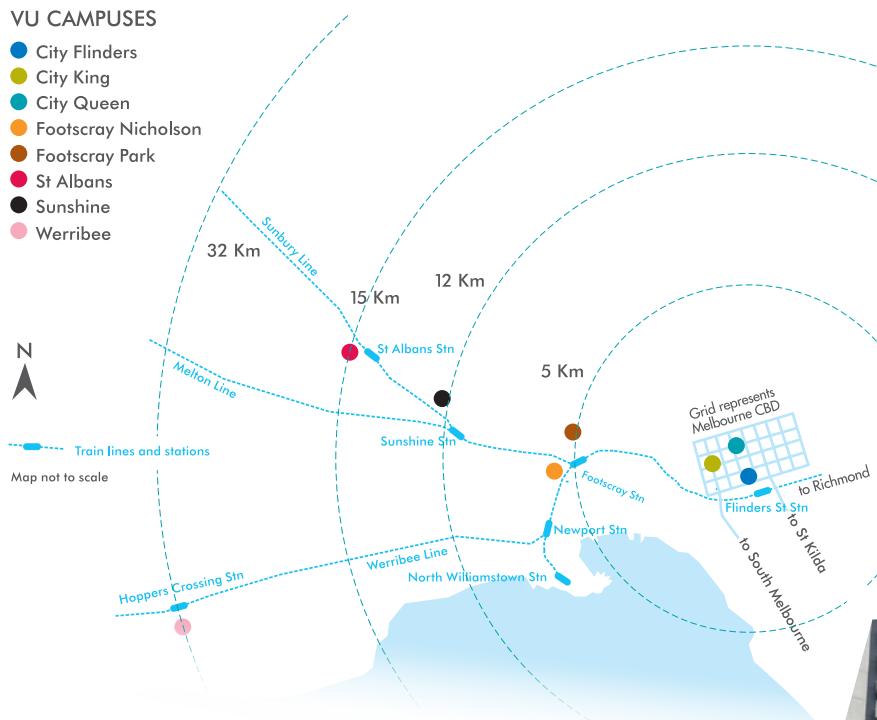 VU CAMPUSES
City Flinders
City King
City Queen
Footscray Nicholson
Footscray Park
St Albans
Sunshine
Werribee
Sunbury Line
32 Km
15 Km
12 Km
5 Km
N
St Albans Stn
Melton Line
Grid represents
Melbourne CBD
Sunshine Stn
Train lines and stations
Map not to scale
Footscray Stn
to Richmond
Flinders St Stn
Newport Stn
to St Kilda
Werribee Line
North Williamstown Stn
to South Melbourne
Hoppers Crossing Stn